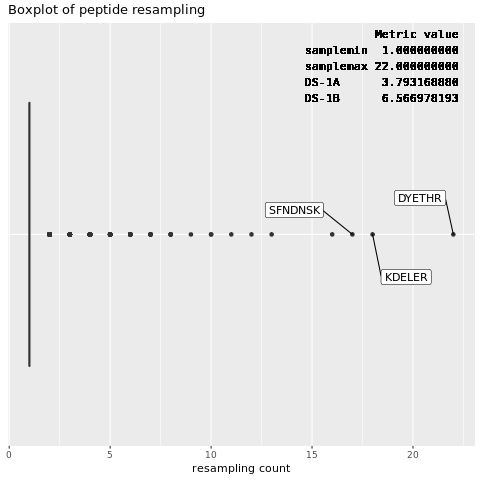 Boxplot of peptide resampling
Metric value
samplemin 1.000000000
samplemax 22.000000000
DS-1A 3.793168880
DS-1B 6.566978193
DYETHR
SFNDNSK
KDELER
0 5 10 15 20
resampling count